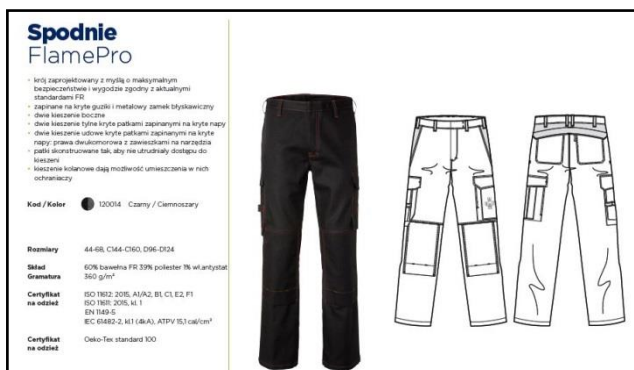 Spodnie
FlamePro
krój zaprojektowany z myślą o maksymalnym
bezpieczeństwie i wygodzie zgodny z aktualnymi
standardami FR
zapinane na kryte guziki i metalowy zamek błyskawiczny
dwie kieszenie boczne
dwie kieszenie tylne kryte patkami zapinanymi na kryte napy
dwie kieszenie udowe kryte patkami zapinanymi na kryte
napy: prawa dwukomorowa z zawieszkami na narzędzia
patki skonstruowane tak, aby nie utrudniały dostępu do
kieszeni
kieszenie kolanowe dają możliwość umieszczenia w nich
ochraniaczy
Kod / Kolor 120014 Czarny / Ciemnoszary
Rozmiary 44-68, C144-C160, D96-D124
Skład 60% bawełna FR 39% poliester 1% wł.antystat
Gramatura 360 g/m²
Certyfikat ISO 11612: 2015, A1/A2, B1, C1, E2, F1
na odzież ISO 11611: 2015, kl. 1
EN 1149-5
IEC 61482-2, kl.1 (4kA), ATPV 15,1 cal/cm²
Certyfikat Oeko-Tex standard 100
na odzież